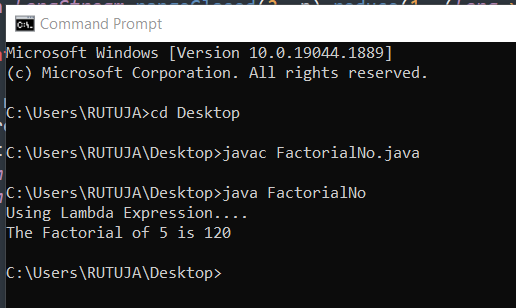 Command Prompt
Microsoft Windows [Version 10.0.19044.1889]
(c) Microsoft Corporation. All rights reserved.
C:\Users\RUTUJA>cd Desktop
C:\Users\RUTUJA\Desktop>javac FactorialNo.java
C:\Users\RUTUJA\Desktop>java FactorialNo
Using Lambda Expression....
The Factorial of 5 is 120
C:\Users\RUTUJA\Desktop>